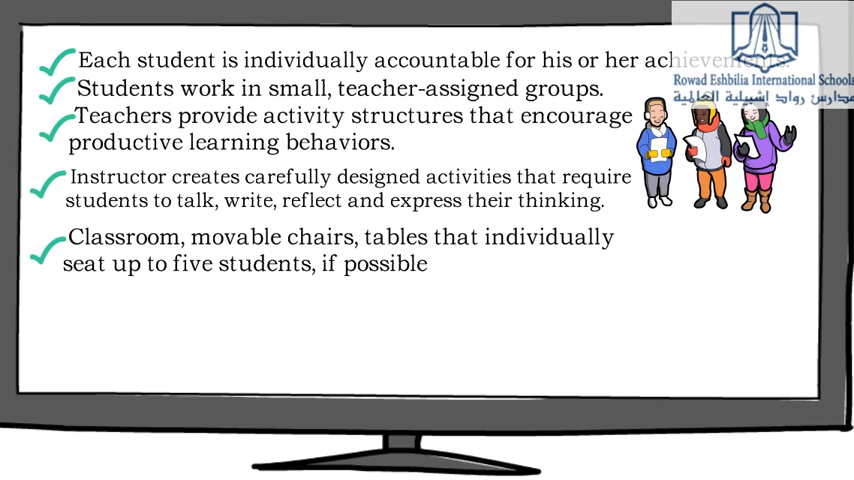 Each student is individually accountable for his or her achievements.
Students work in small, teacher-assigned groups.
Teachers provide activity structures that encourage
productive learning behaviors.
Instructor creates carefully designed activities that require
students to talk, write, reflect and express their thinking.
Classroom, movable chairs, tables that individually
seat up to five students, if possible
Rowad Eshbilia International Schools
مدارس رواد اشبيلية العالمية